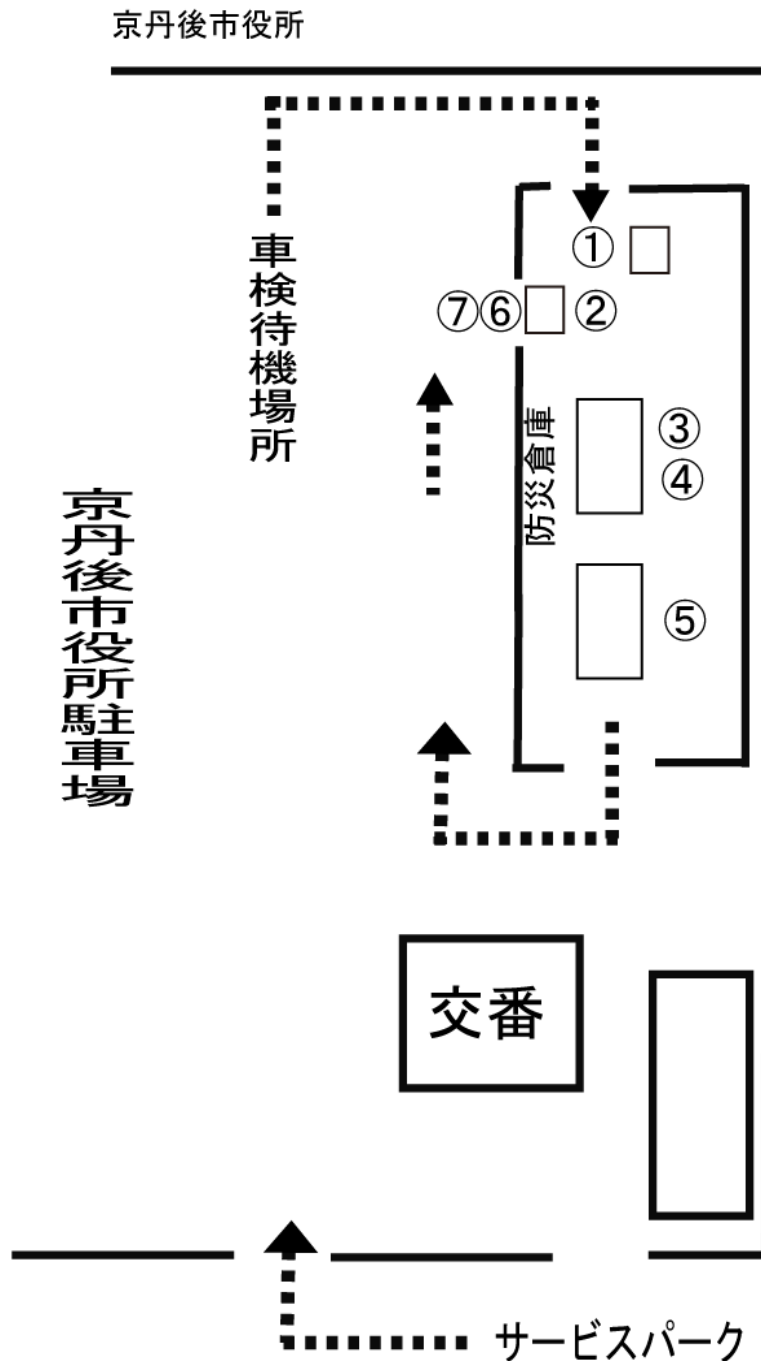 京丹後市役所
車検待機場所
①
⑦⑥ ②
防災倉庫
③
④
⑤
京丹後市役所駐車場
交番
サービスパーク